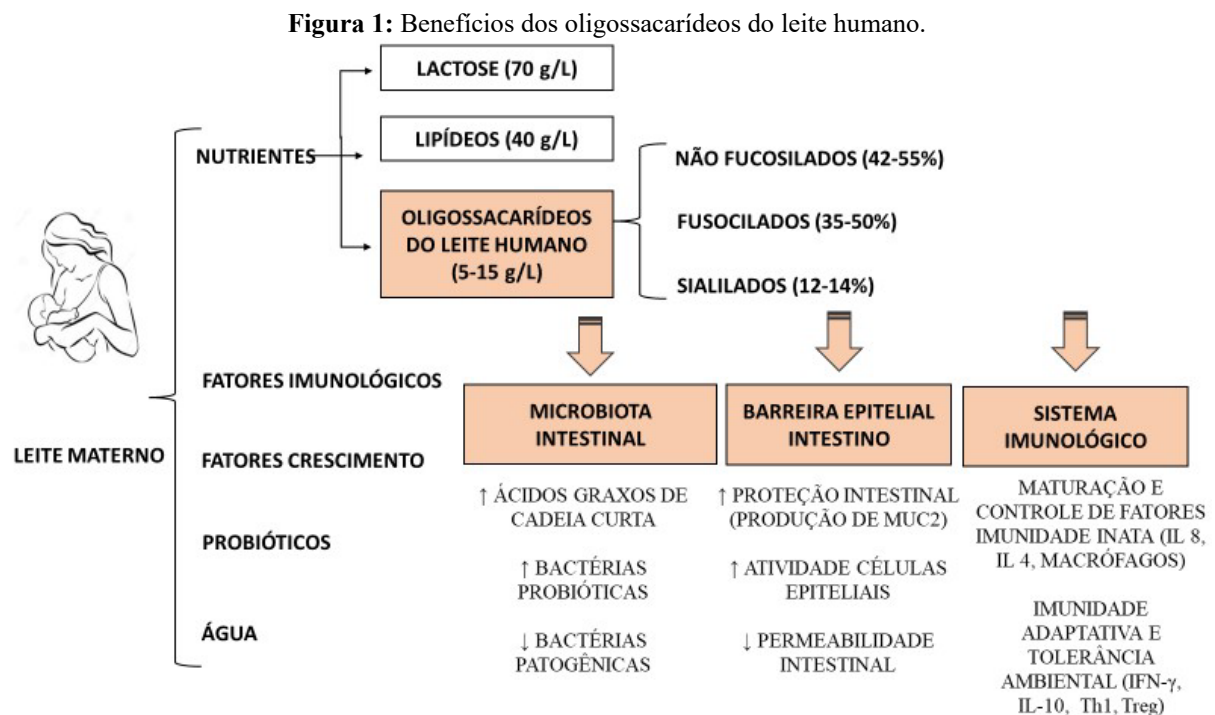 Figura 1: Benefícios dos oligossacarídeos do leite humano.
LACTOSE (70 g/L)
LIPÍDEOS (40 g/L)
NUTRIENTES
OLIGOSSACARÍDEOS
DO LEITE HUMANO
(5-15 g/L)
NÃO FUCOSILADOS (42-55%)
FUSOCILADOS (35-50%)
SIALILADOS (12-14%)
LEITE MATERNO
FATORES IMUNOLÓGICOS
FATORES CRESCIMENTO
PROBIÓTICOS
ÁGUA
MICROBIOTA
INTESTINAL
↑ ÁCIDOS GRAXOS DE
CADEIA CURTA
↑ BACTÉRIAS
PROBIÓTICAS
↓ BACTÉRIAS
PATOGÊNICAS
BARREIRA EPITELIAL
INTESTINO
↑ PROTEÇÃO INTESTINAL
(PRODUÇÃO DE MUC2)
↑ ATIVIDADE CÉLULAS
EPITELIAIS
↓ PERMEABILIDADE
INTESTINAL
SISTEMA
IMUNOLÓGICO
MATURAÇÃO E
CONTROLE DE FATORES
IMUNIDADE INATA (IL 8,
IL 4, MACRÓFAGOS)
IMUNIDADE
ADAPTATIVA E
TOLERÂNCIA
AMBIENTAL (IFN-γ,
IL-10, Th1, Treg)